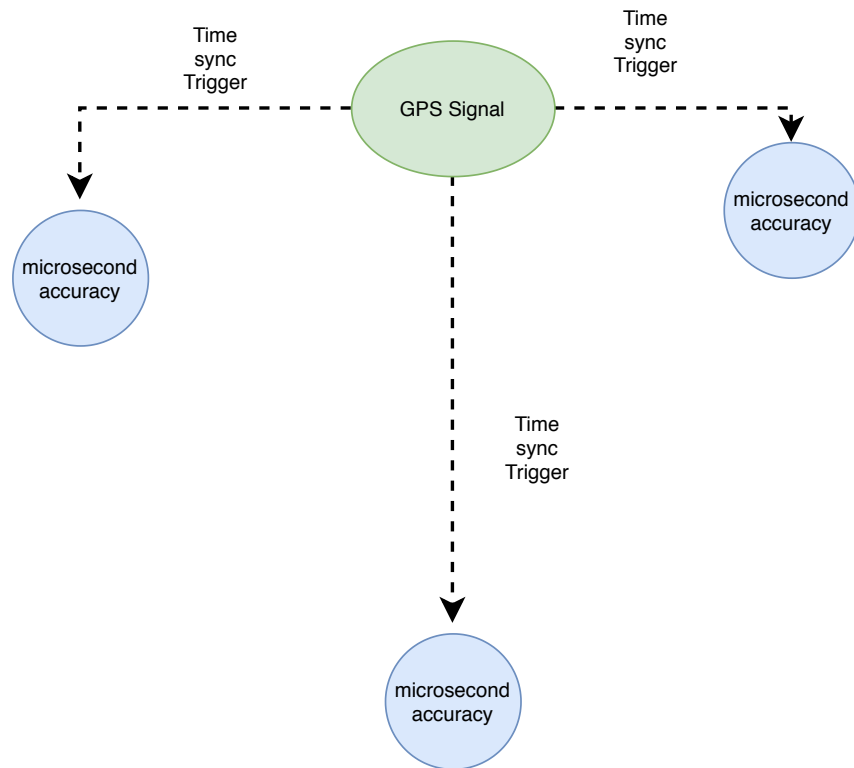 Time
sync
Trigger
GPS Signal
Time
sync
Trigger
microsecond
accuracy
microsecond
accuracy
Time
sync
Trigger
microsecond
accuracy